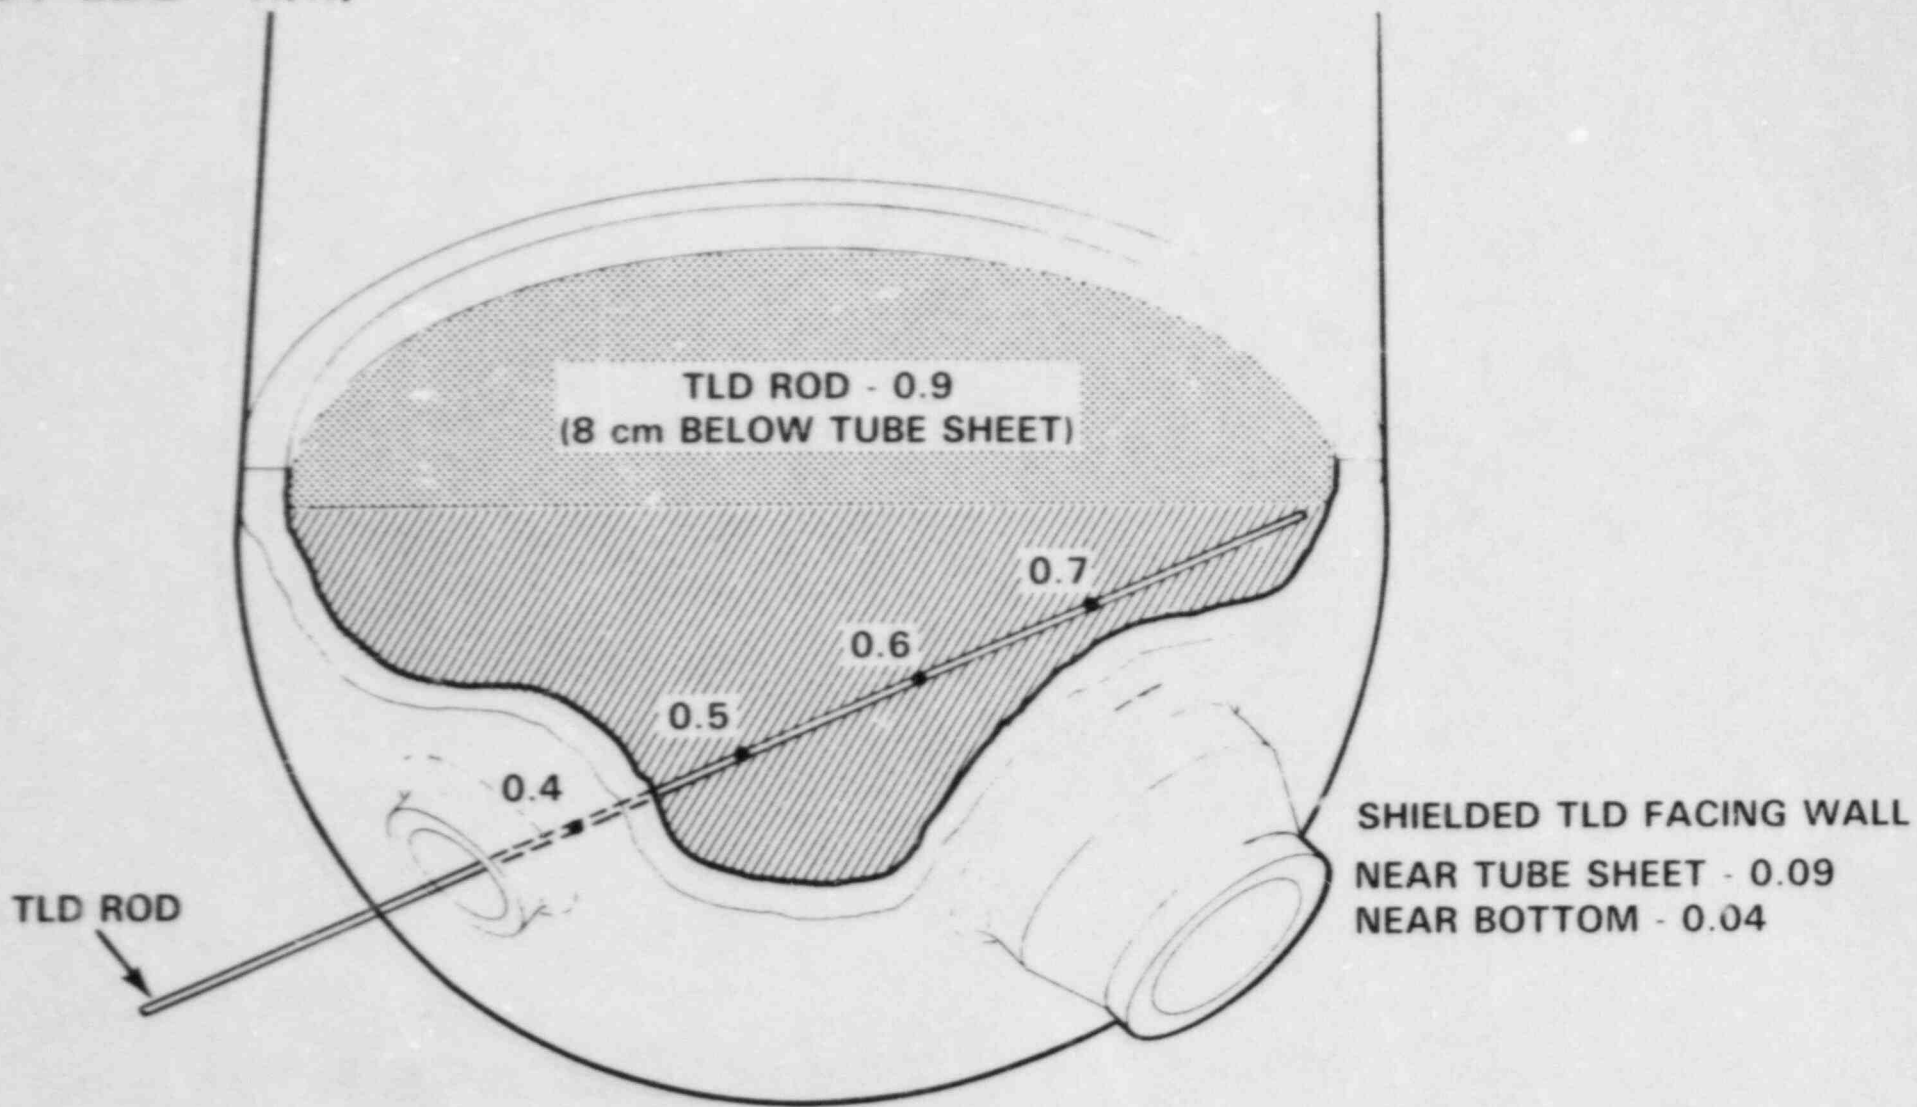 TLD ROD - 0.9
(8 cm BELOW TUBE SHEET)
0.7
0.6
0.5
0.4
SHIELDED TLD FACING WALL
NEAR TUBE SHEET - 0.09
NEAR BOTTOM - 0.04
TLD ROD